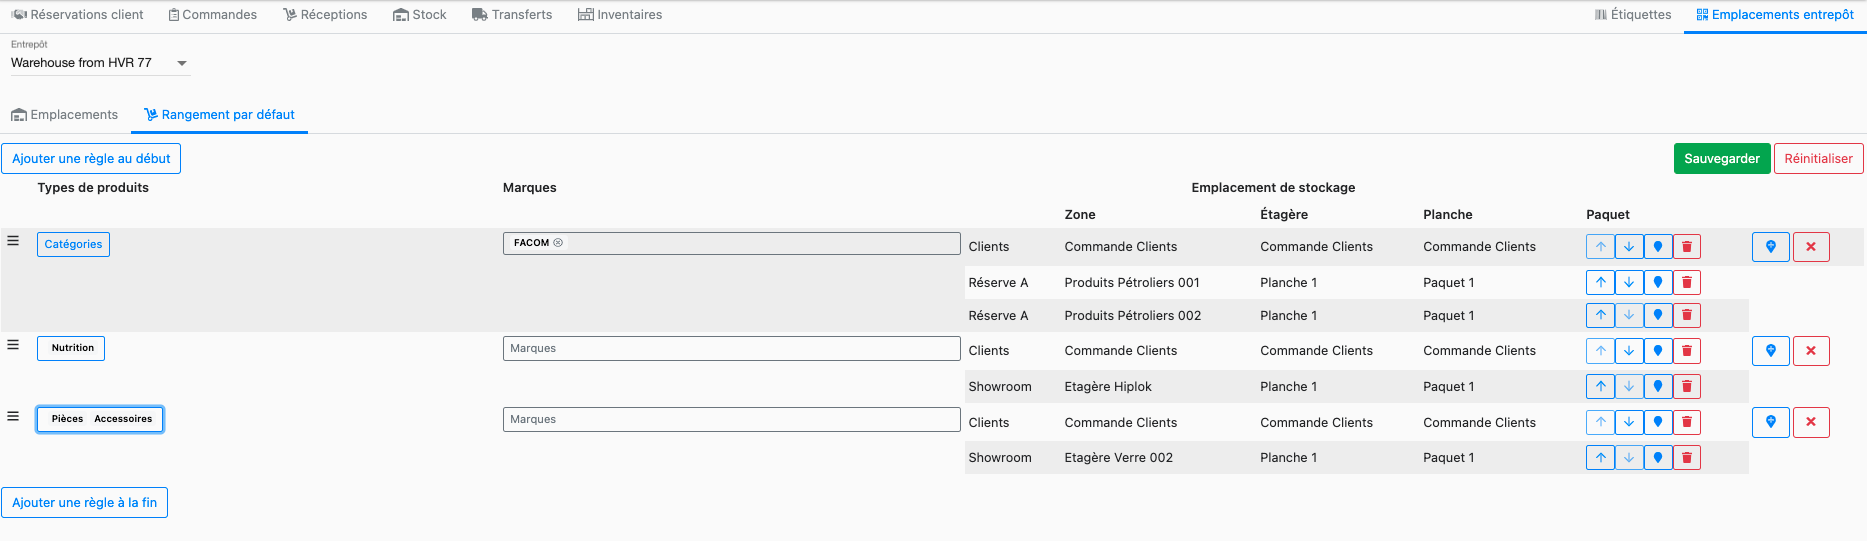 Réservations client Commandes Réceptions Stock Transferts Inventaires Étiquettes Emplacements entrepôt
Entrepôt
Warehouse from HVR 77
Emplacements Rangement par défaut
Ajouter une règle au début Sauvegarder Réinitialiser
Types de produits Marques Emplacement de stockage
Zone Étagère Planche Paquet
Catégories FACOM Clients Commande Clients Commande Clients Commande Clients
Réserve A Produits Pétroliers 001 Planche 1 Paquet 1
Réserve A Produits Pétroliers 002 Planche 1 Paquet 1
Nutrition Marques Clients Commande Clients Commande Clients Commande Clients
Showroom Etagère Hiplok Planche 1 Paquet 1
Pièces Accessoires Marques Clients Commande Clients Commande Clients Commande Clients
Showroom Etagère Verre 002 Planche 1 Paquet 1
Ajouter une règle à la fin